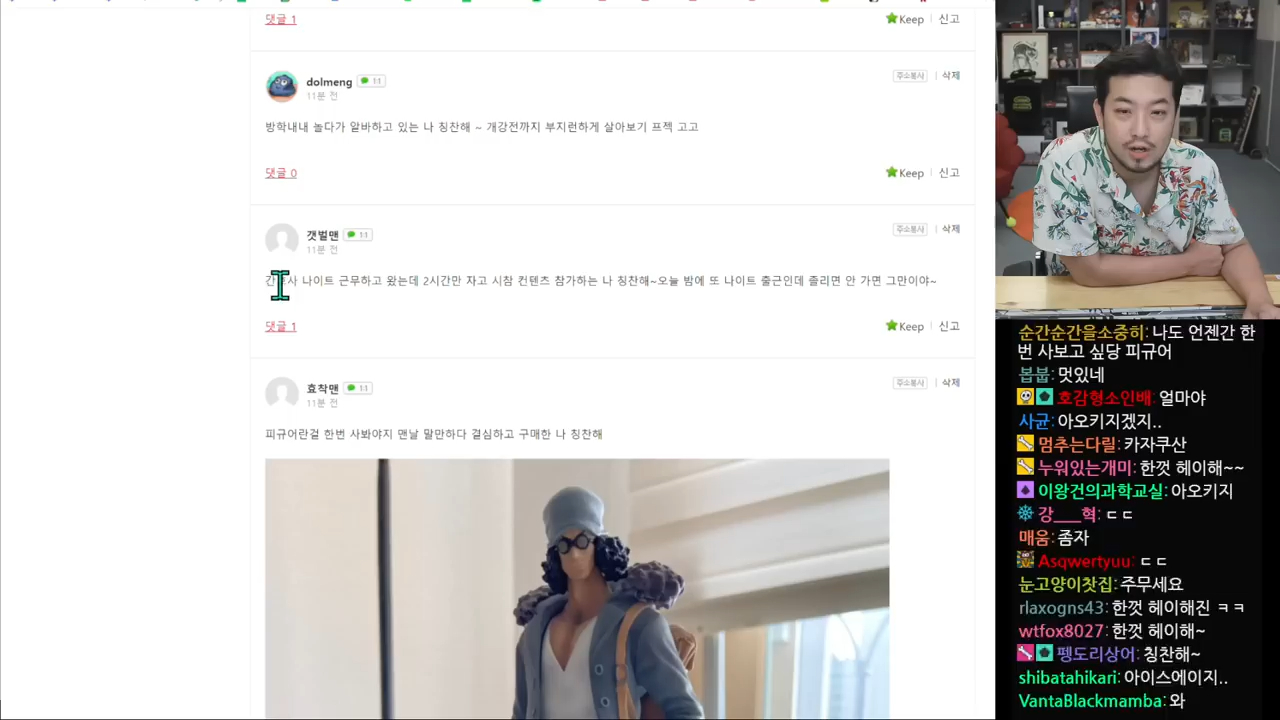 댓글 1
Keep
신고
dolmeng
1:1
주소봉사
삭제
11분 전
방학내내 놀다가 알바하고 있는 나 칭찬해 ~ 개강전까지 부지런하게 살아보기 프젝 고고
댓글 0
Keep
신고
갯벌맨
1:1
주소봉사
삭제
11분 전
나이트 근무하고 왔는데 2시간만 자고 시참 컨텐츠 참가하는 나 칭찬해~오늘 밤에 또 나이트 출근인데 졸리면 안 가면 그만이야~
댓글 1
Keep
신고
효착맨
1:1
주소봉사
삭제
11분 전
피규어란걸 한번 사봐야지 맨날 말만하다 결심하고 구매한 나 칭찬해
순간순간을소중히: 나도 언젠간 한
번 사보고 싶당 피규어
봅붑: 멋있네
호감형소인배: 얼마야
사균: 아오키지겠지..
멈추는다릴: 카자쿠산
누워있는개미: 한껏 헤이해~~
이왕건의과학교실: 아오키지
강___혁: ㄷㄷ
매움: 좀자
Asqwertyuu: ㄷㄷ
눈고양이찻집: 주무세요
rlaxogns43: 한껏 헤이해진 ㅋㅋ
wtfox8027: 한껏 헤이해~
펭도리상어: 칭찬해~
shibatahikari: 아이스에이지..
VantaBlackmamba: 와